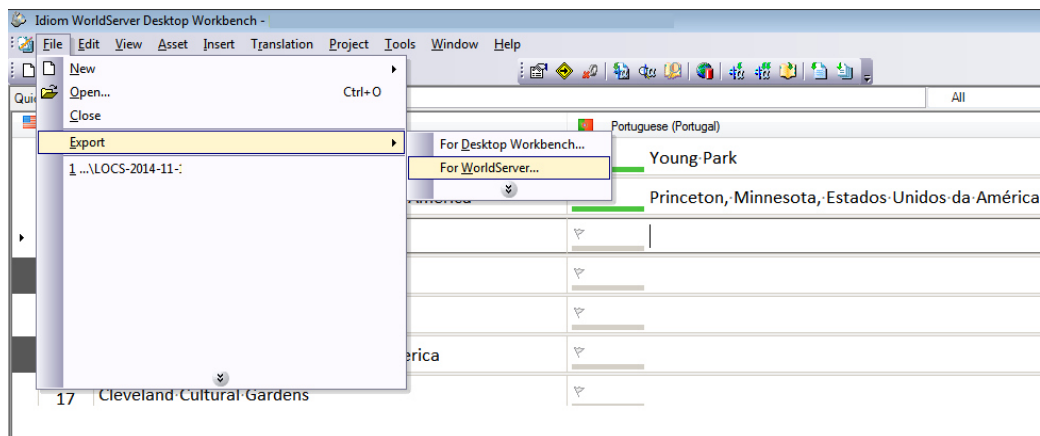 Idiom WorldServer Desktop Workbench -
File Edit View Asset Insert Translation Project Tools Window Help
New
Open... Ctrl+O
All
Close
Portuguese (Portugal)
Export
For Desktop Workbench...
Young·Park
1 ...\LOCS-2014-11-
For WorldServer...
Princeton,·Minnesota,·Estados·Unidos·da·América
erica
17 Cleveland·Cultural·Gardens